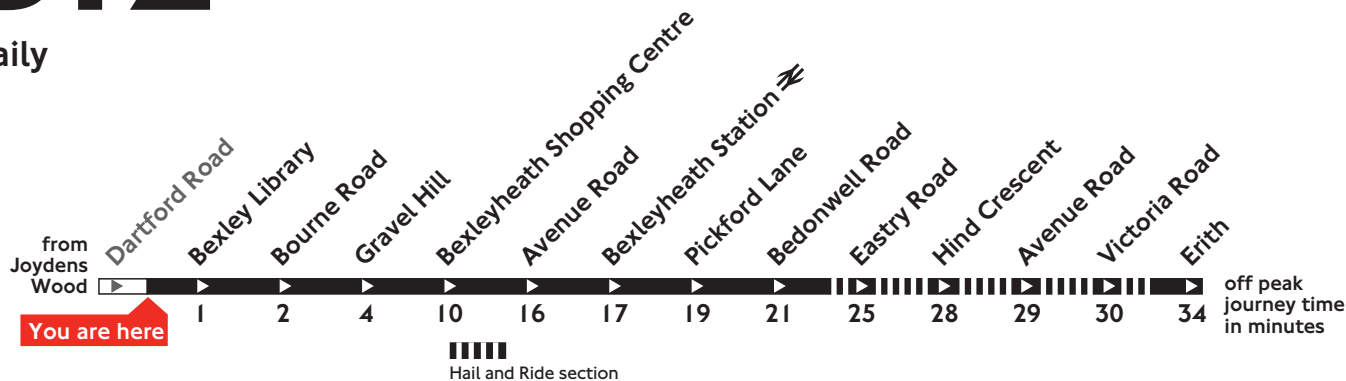 from
Joydens
Wood
Dartford Road
Bexley Library
Bourne Road
Gravel Hill
Bexleyheath Shopping Centre
Avenue Road
Bexleyheath Station
Pickford Lane
Bedonwell Road
Eastry Road
Hind Crescent
Avenue Road
Victoria Road
Erith
You are here
1 2 4 10 16 17 19 21 25 28 29 30 34
off peak
journey time
in minutes
Hail and Ride section